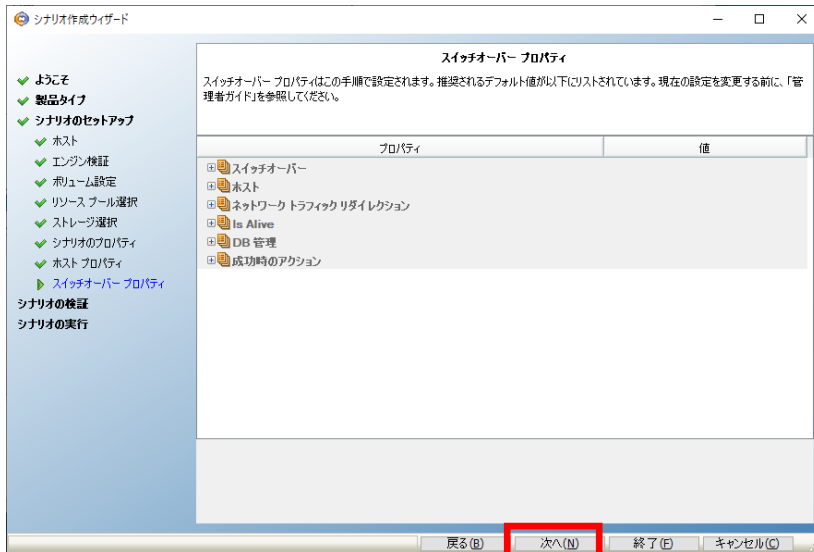 シナリオ作成ウィザード
ようこそ
製品タイプ
シナリオのセットアップ
ホスト
エンジン検証
ボリューム設定
リソース プール選択
ストレージ選択
シナリオのプロパティ
ホスト プロパティ
スイッチオーバー プロパティ
シナリオの検証
シナリオの実行
スイッチオーバー プロパティ
スイッチオーバー プロパティはこの手順で設定されます。推奨されるデフォルト値が以下にリストされています。現在の設定を変更する前に、「管
理者ガイド」を参照してください。
プロパティ 値
スイッチオーバー
ホスト
ネットワーク トラフィック リダイレクション
Is Alive
DB 管理
成功時のアクション
戻る(B) 次へ(N) 終了(F) キャンセル(C)